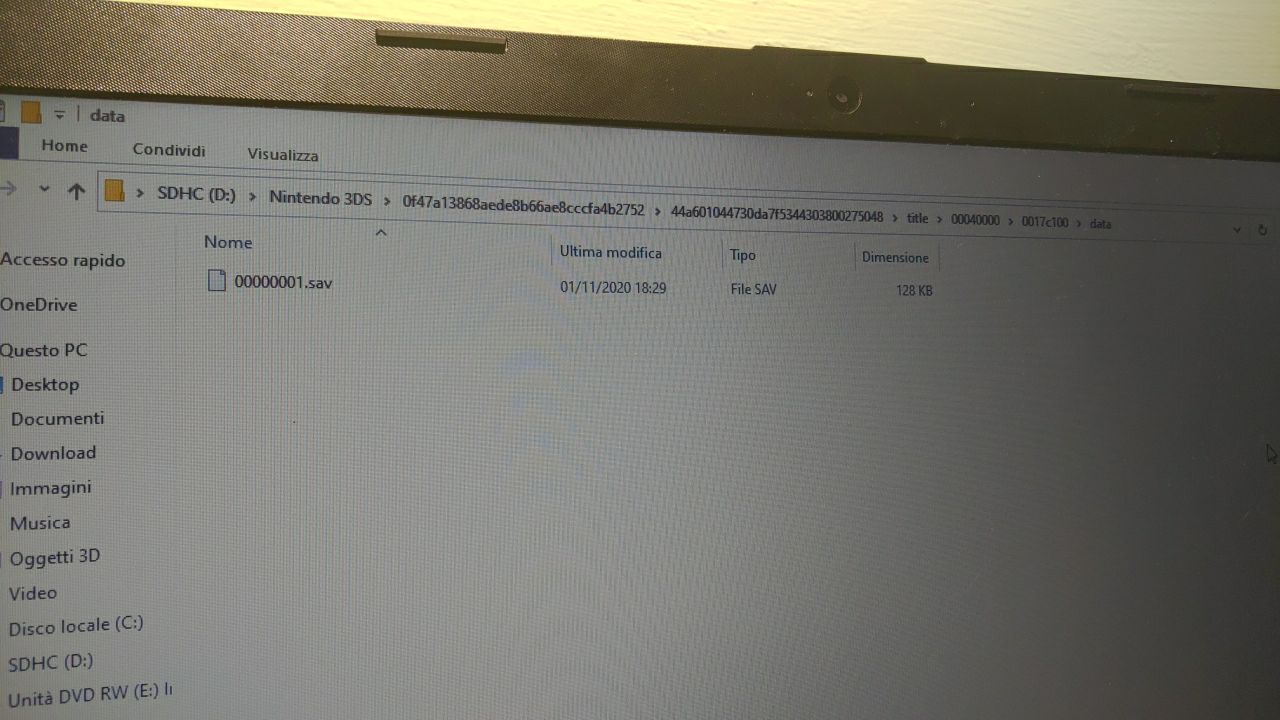 data
Home Condividi Visualizza
SDHC (D:) › Nintendo 3DS › 0f47a13868aede8b66ae8cccfa4b2752 › 44a601044730da7f5344303800275048 › title › 00040000 › 0017c100 › data
Nome Ultima modifica Tipo Dimensione
00000001.sav 01/11/2020 18:29 File SAV 128 KB
Accesso rapido
OneDrive
Questo PC
Desktop
Documenti
Download
Immagini
Musica
Oggetti 3D
Video
Disco locale (C:)
SDHC (D:)
Unità DVD RW (E:)